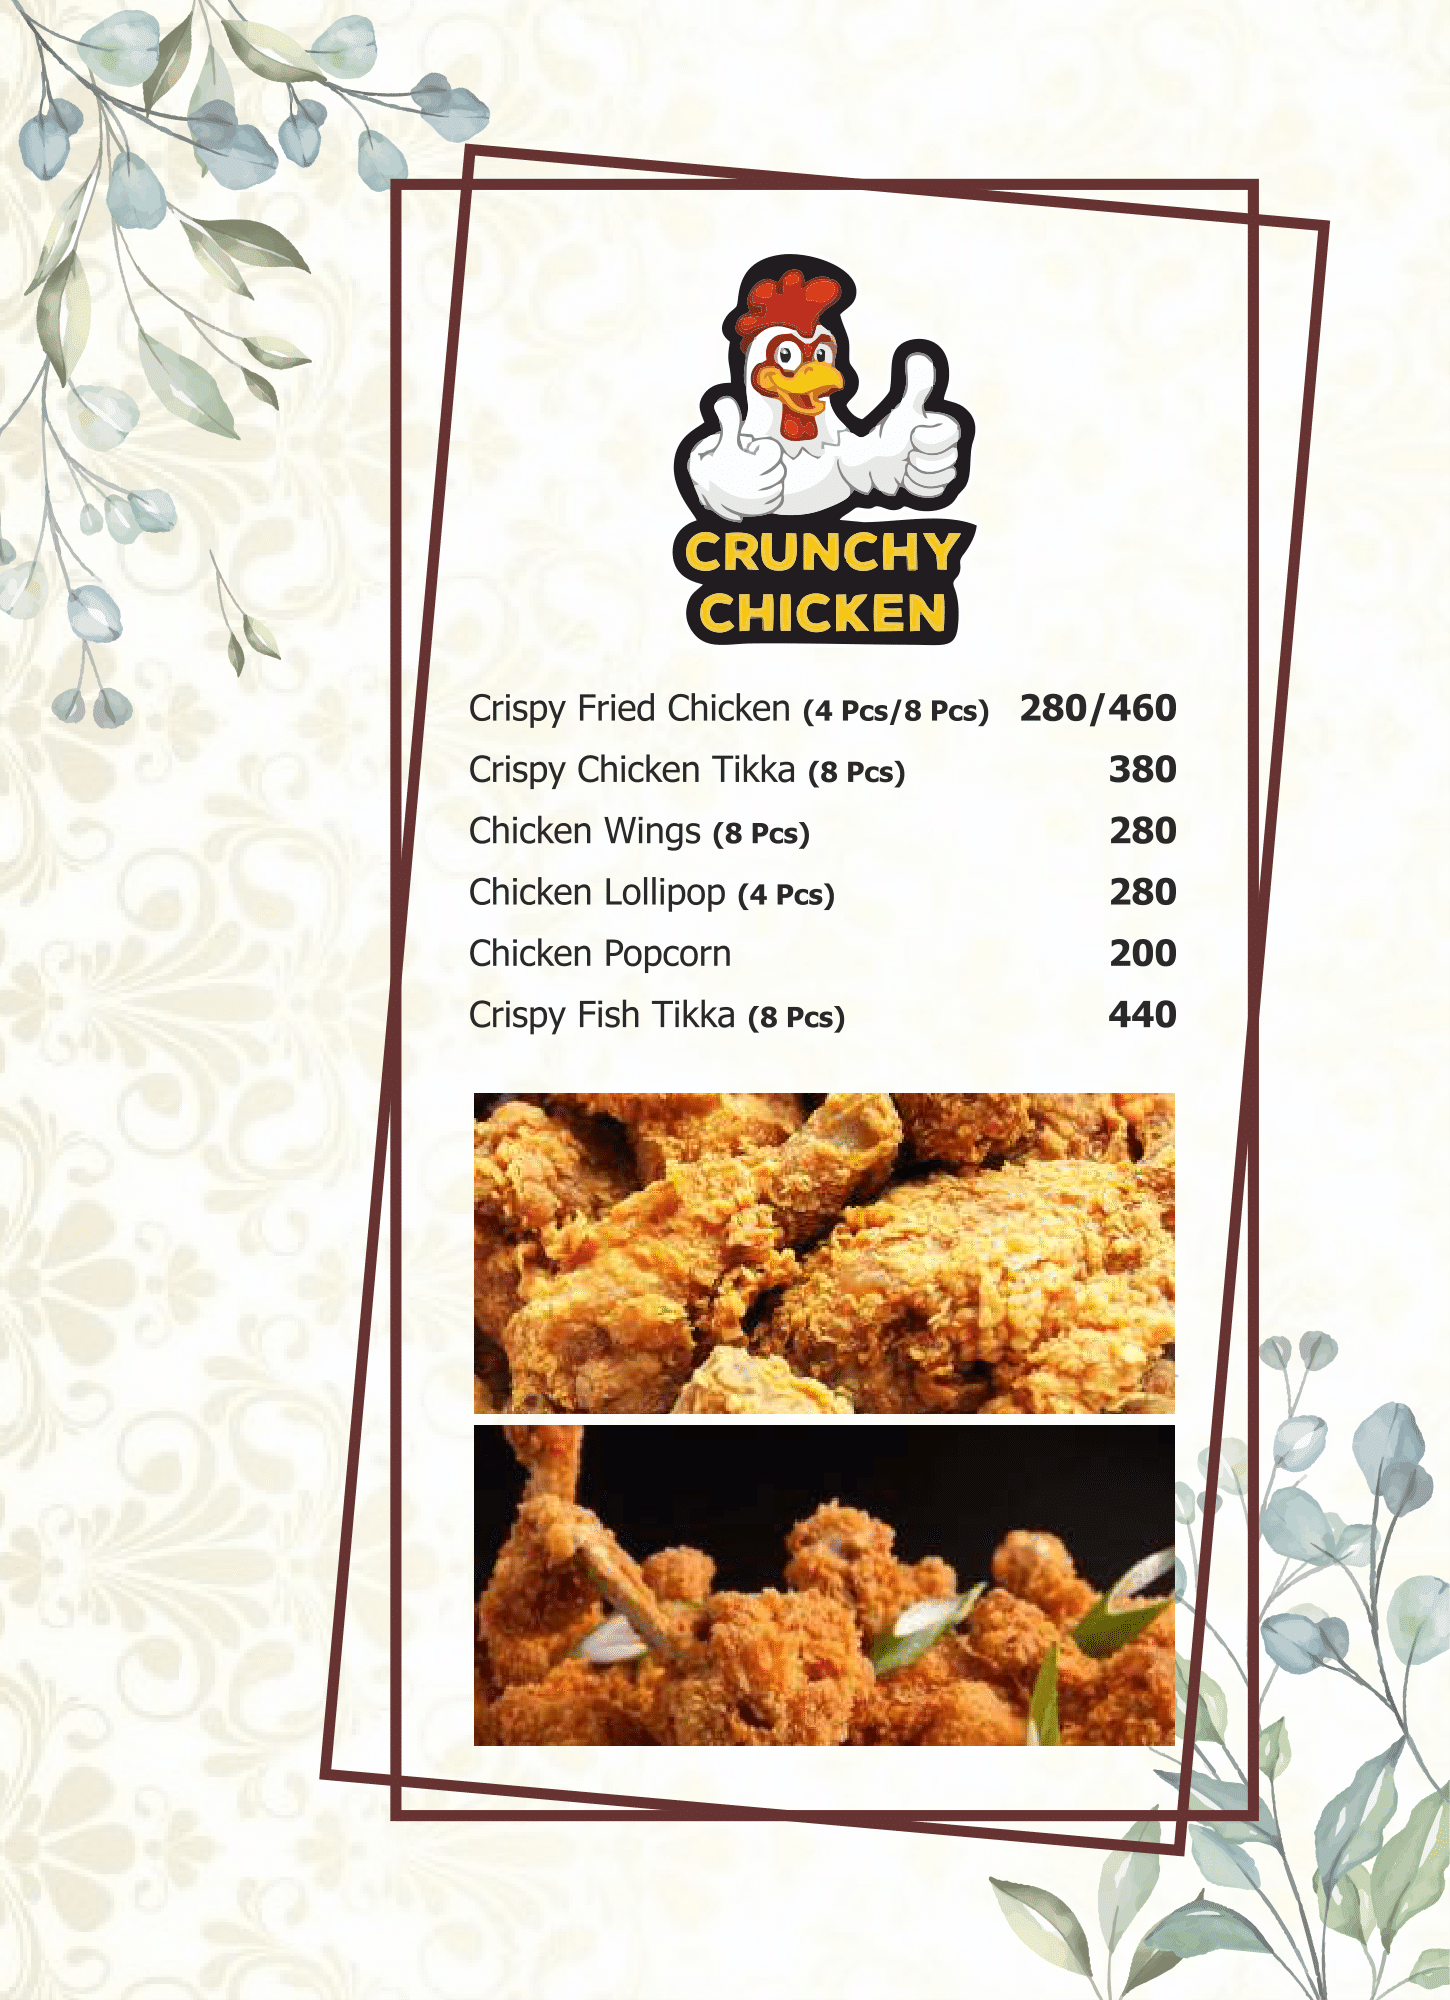 CRUNCHY
CHICKEN
Crispy Fried Chicken (4 Pcs/8 Pcs) 280/460
Crispy Chicken Tikka (8 Pcs) 380
Chicken Wings (8 Pcs) 280
Chicken Lollipop (4 Pcs) 280
Chicken Popcorn 200
Crispy Fish Tikka (8 Pcs) 440